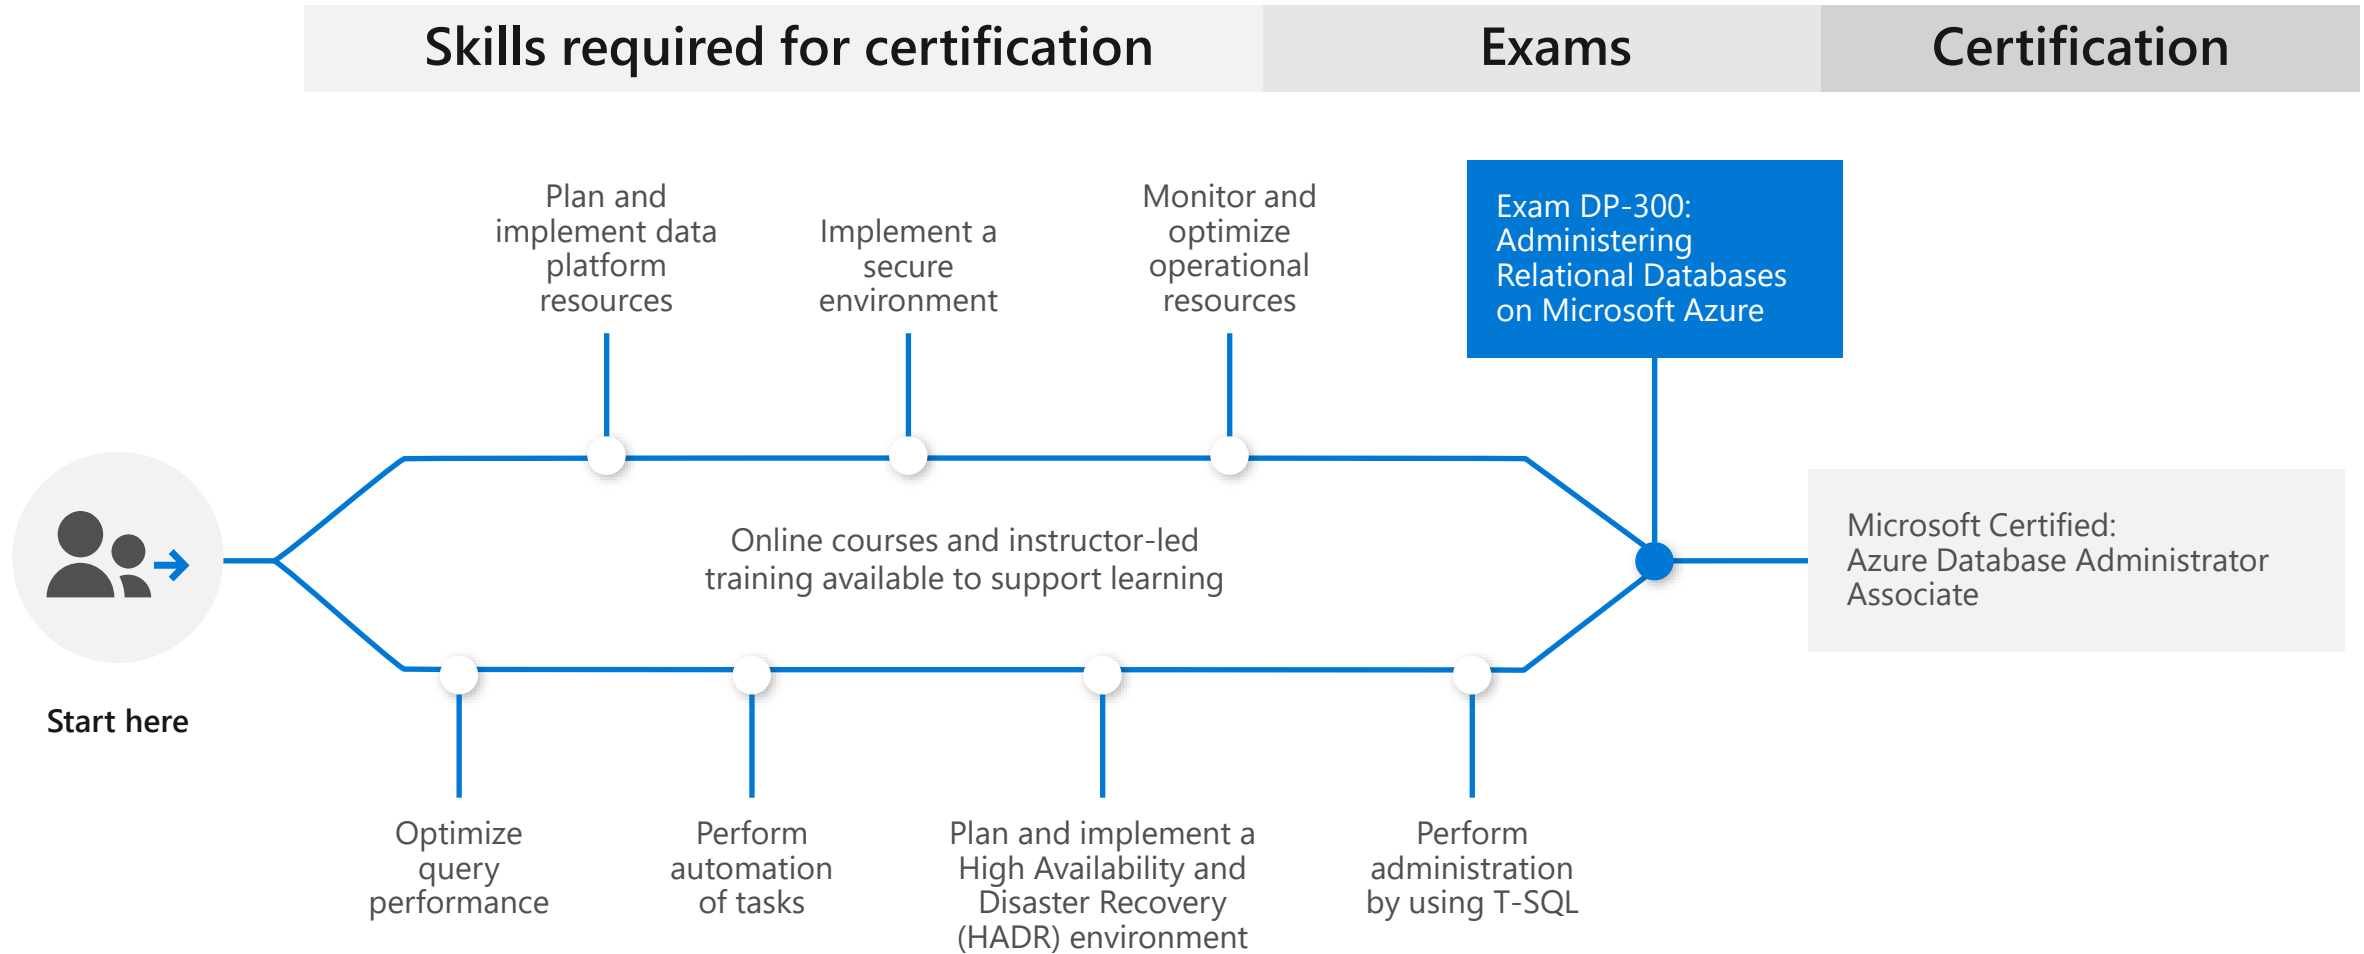 Skills required for certification
Exams
Certification
Plan and
implement data
platform
resources
Implement a
secure
environment
Monitor and
optimize
operational
resources
Exam DP-300:
Administering
Relational Databases
on Microsoft Azure
Online courses and instructor-led
training available to support learning
Microsoft Certified:
Azure Database Administrator
Associate
Start here
Optimize
query
performance
Perform
automation
of tasks
Plan and implement a
High Availability and
Disaster Recovery
(HADR) environment
Perform
administration
by using T-SQL